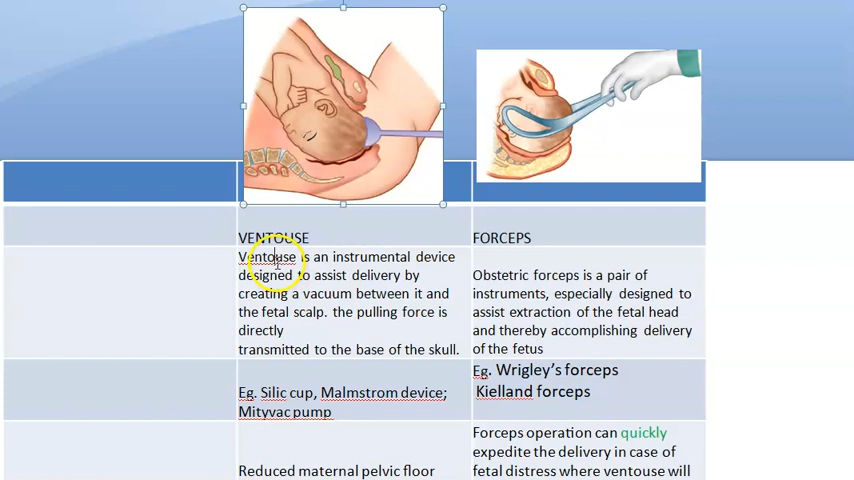 VENTOUSE
FORCEPS
Ventouse is an instrumental device
designed to assist delivery by
creating a vacuum between it and
the fetal scalp. the pulling force is
directly
transmitted to the base of the skull.
Obstetric forceps is a pair of
instruments, especially designed to
assist extraction of the fetal head
and thereby accomplishing delivery
of the fetus
Eg. Silic cup, Malmstrom device;
Mityvac pump
Eg. Wrigley’s forceps
Kielland forceps
Reduced maternal pelvic floor
Forceps operation can quickly
expedite the delivery in case of
fetal distress where ventouse will